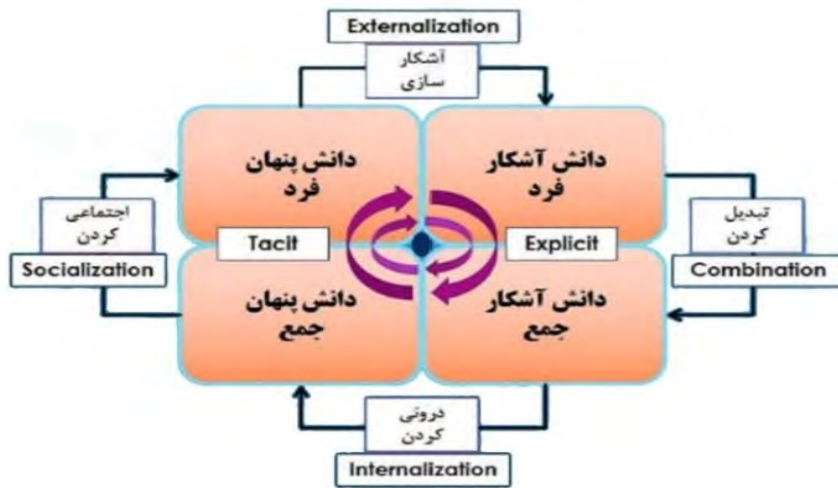 Externalization
آشکار
سازی
دانش پنهان
فرد
دانش آشکار
فرد
اجتماعی
کردن
Socialization
Tacit
Explicit
تبدیل
کردن
Combination
دانش پنهان
جمع
دانش آشکار
جمع
درونی
کردن
Internalization